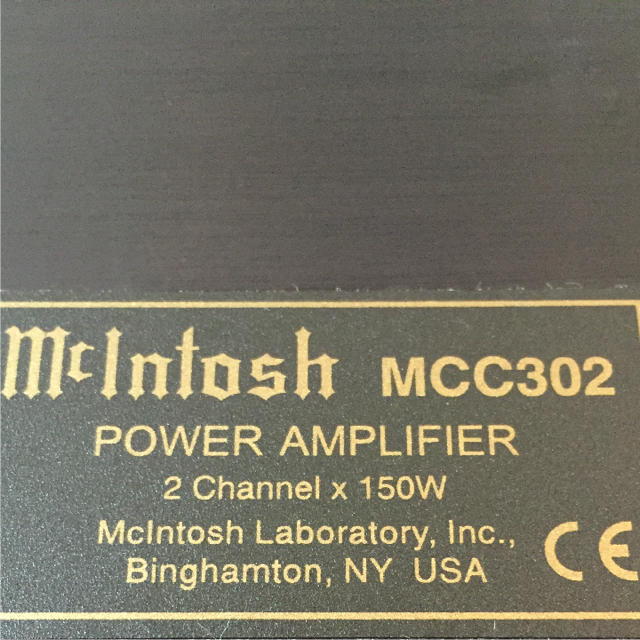 McIntosh MCC302
POWER AMPLIFIER
2 Channel x 150W
McIntosh Laboratory, Inc.,
Binghamton, NY USA
CE